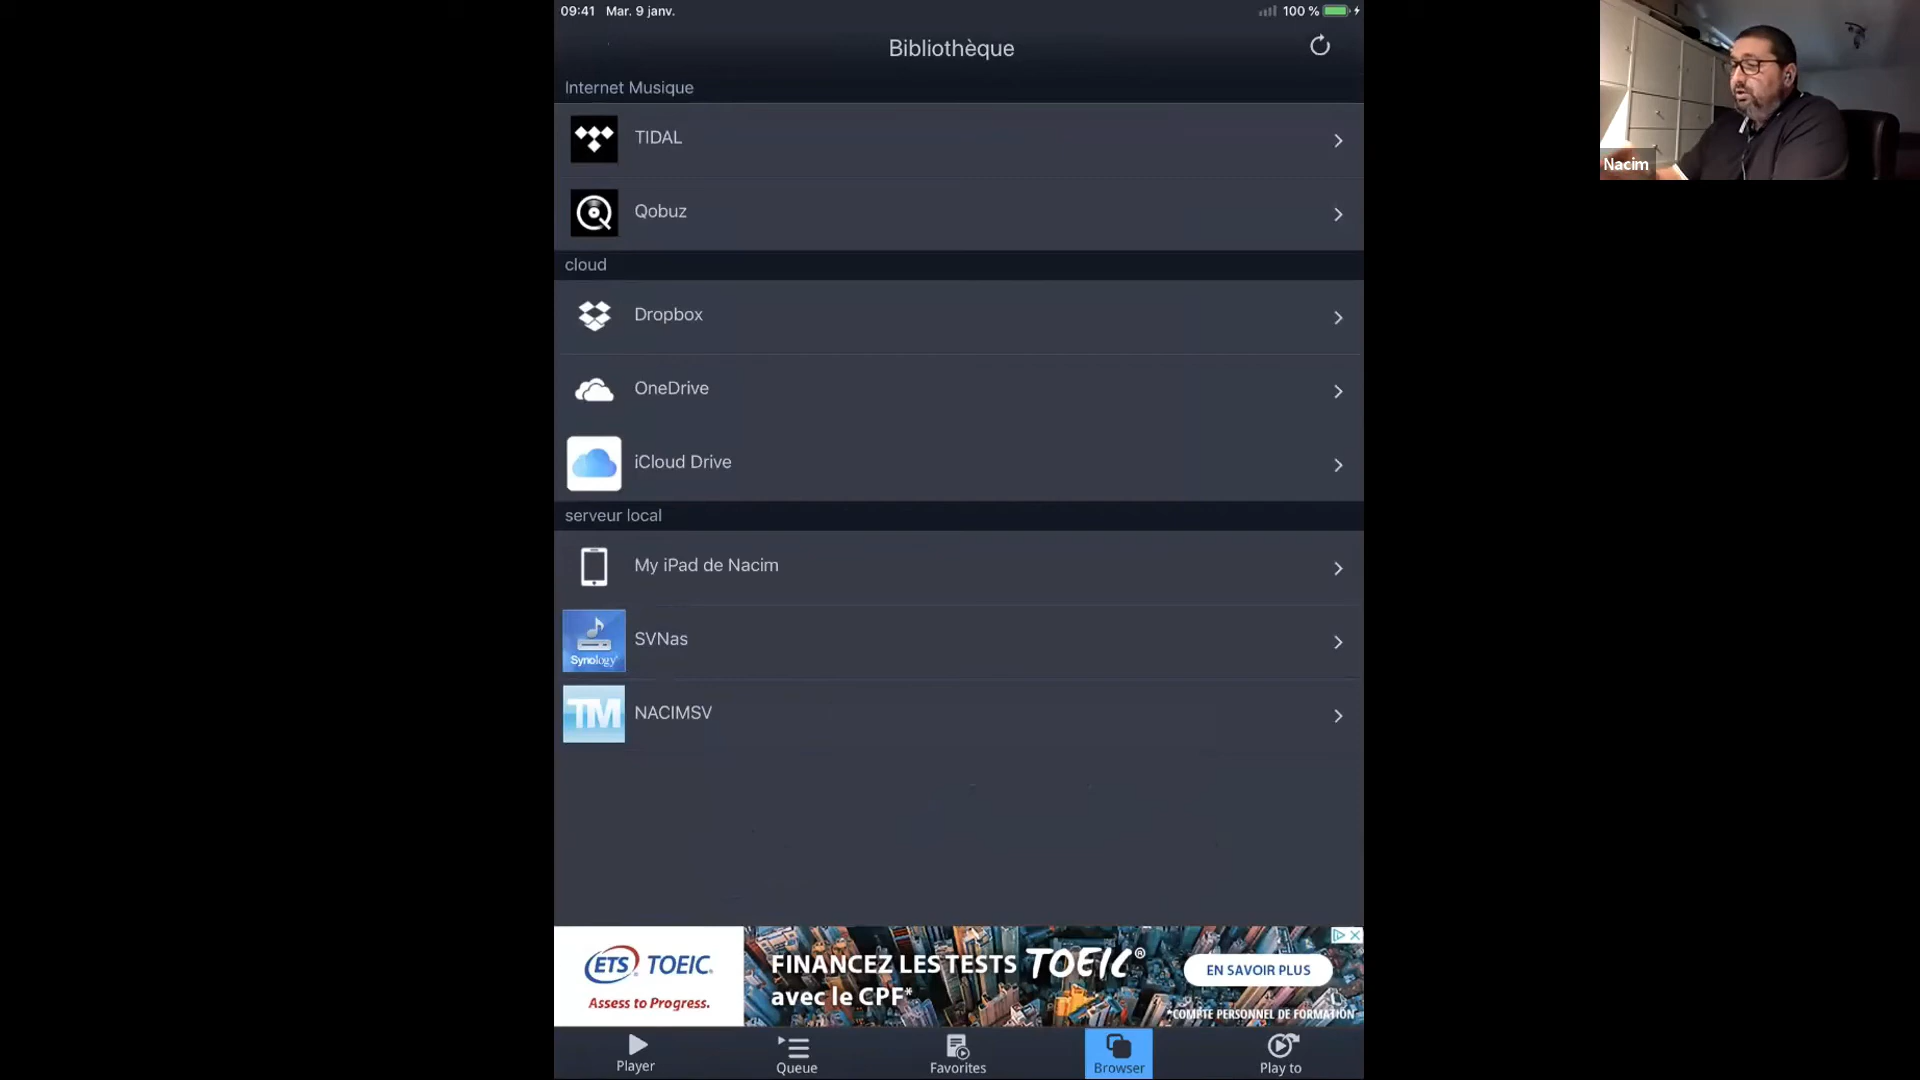 09:41 Mar. 9 janv.
100 %
Bibliothèque
Nacim
Internet Musique
TIDAL
Qobuz
cloud
Dropbox
OneDrive
iCloud Drive
serveur local
My iPad de Nacim
Synology
SVNas
TM
NACIMSV
ETS TOEIC®
Assess to Progress.
FINANCEZ LES TESTS TOEIC®
avec le CPF*
EN SAVOIR PLUS
*COMPTE PERSONNEL DE FORMATION
Player
Queue
Favorites
Browser
Play to